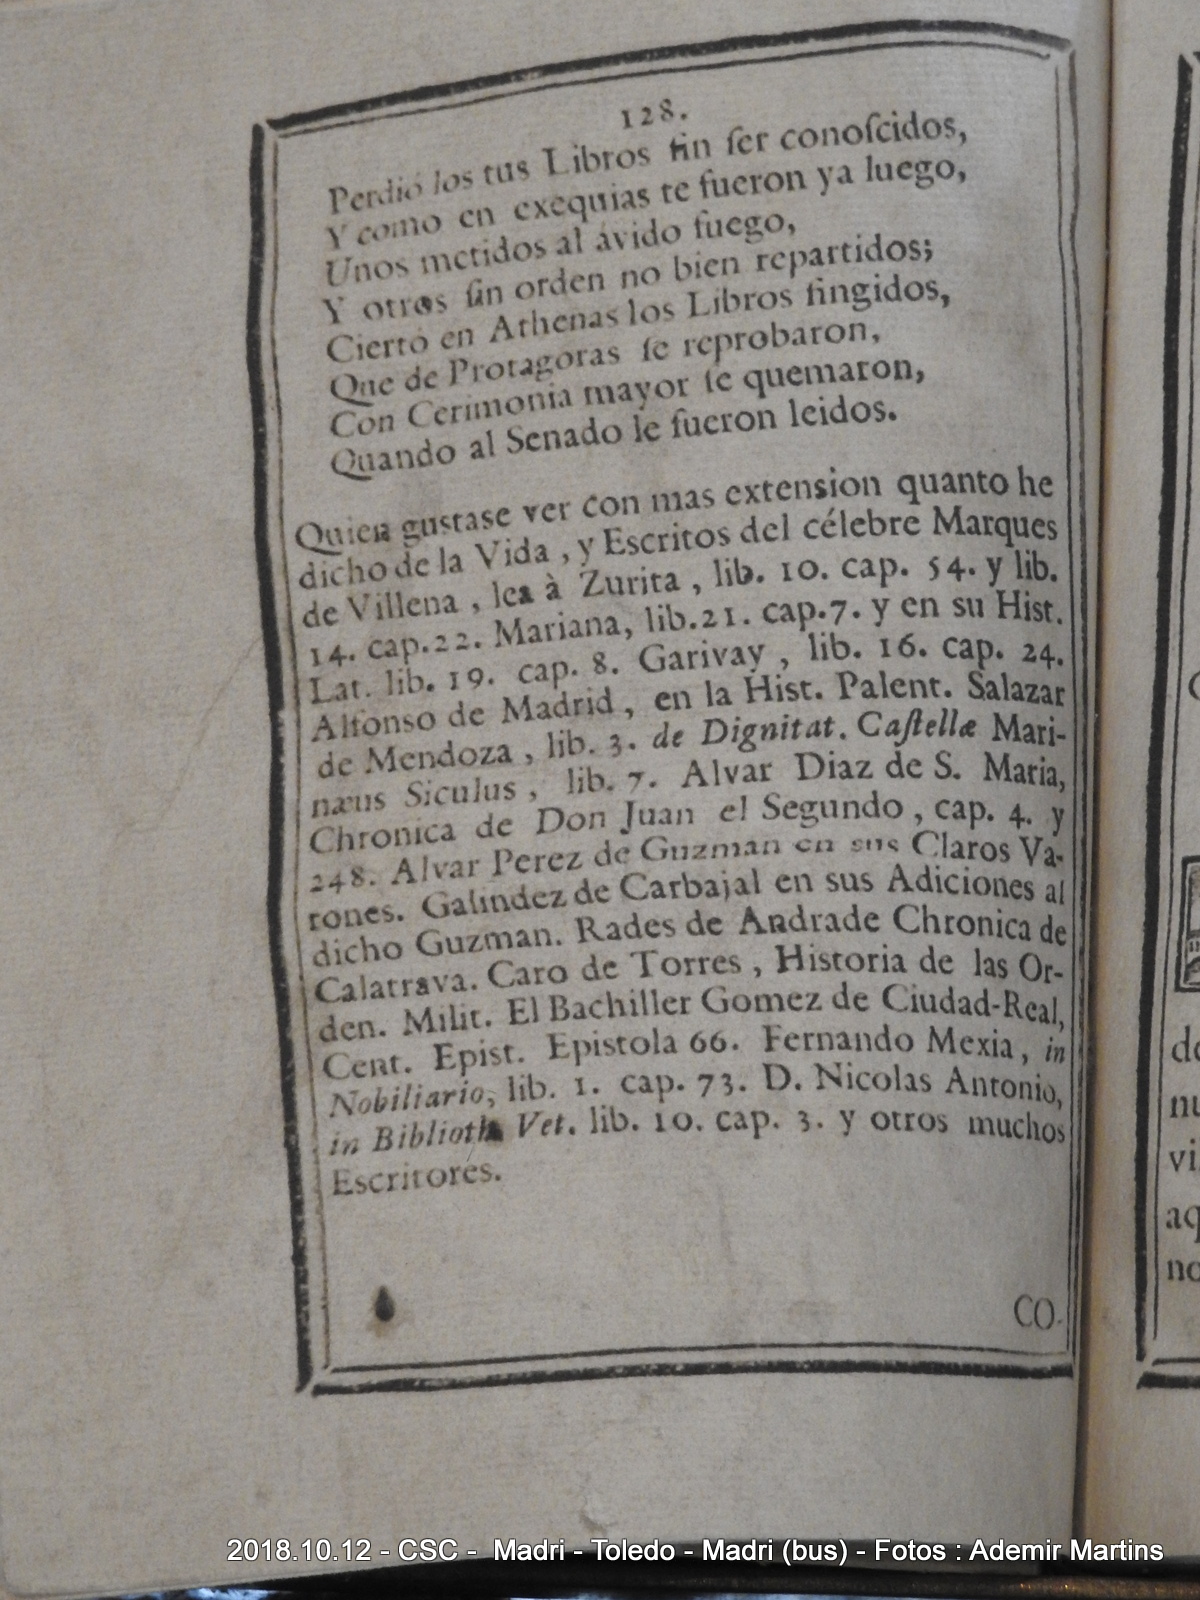 128.
Perdió los tus Libros sin ſer conoſcidos,
Y como en exequias te fueron ya luego,
Unos metidos al ávido fuego,
Y otros ſin orden no bien repartidos;
Cierto en Athenas los Libros fingidos,
Que de Protagoras ſe reprobaron,
Con Cerimonia mayor ſe quemaron,
Quando al Senado le fueron leidos.
Quien gustase ver con mas extension quanto he
dicho de la Vida, y Escritos del célebre Marques
de Villena, lea à Zurita, lib. 10. cap. 54. y lib.
14. cap.22. Mariana, lib.21. cap.7. y en su Hist.
Lat. lib. 19. cap. 8. Garivay, lib. 16. cap. 24.
Alfonso de Madrid, en la Hist. Palent. Salazar
de Mendoza, lib. 3. de Dignitat. Caſtellæ Mari-
næus Siculus, lib. 7. Alvar Diaz de S. Maria,
Chronica de Don Juan el Segundo, cap. 4. y
248. Alvar Perez de Guzman en sus Claros Va-
rones. Galindez de Carbajal en sus Adiciones al
dicho Guzman. Rades de Andrade Chronica de
Calatrava. Caro de Torres, Historia de las Or-
den. Milit. El Bachiller Gomez de Ciudad-Real,
Cent. Epist. Epistola 66. Fernando Mexia, in
Nobiliario, lib. 1. cap. 73. D. Nicolas Antonio,
in Biblioth. Vet. lib. 10. cap. 3. y otros muchos
Escritores.
CO-
de
nu
vi
aq
no
2018.10.12 - CSC - Madri - Toledo - Madri (bus) - Fotos : Ademir Martins